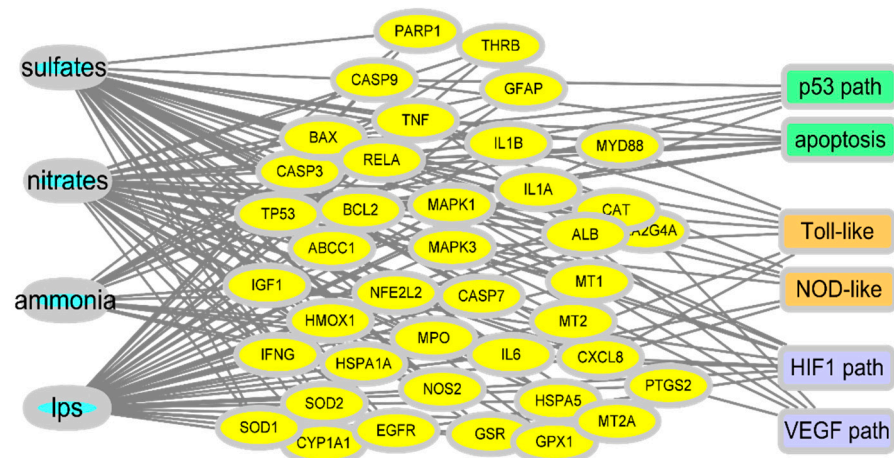 PARP1
THRB
sulfates
CASP9
GFAP
p53 path
TNF
BAX
IL1B
MYD88
apoptosis
CASP3
RELA
nitrates
IL1A
TP53
BCL2
MAPK1
CAT
ALB
A2G4A
Toll-like
ABCC1
MAPK3
IGF1
NFE2L2
CASP7
MT1
NOD-like
ammonia
HMOX1
MT2
MPO
IFNG
HSPA1A
IL6
CXCL8
HIF1 path
NOS2
PTGS2
lps
SOD2
HSPA5
SOD1
CYP1A1
EGFR
GSR
GPX1
MT2A
VEGF path